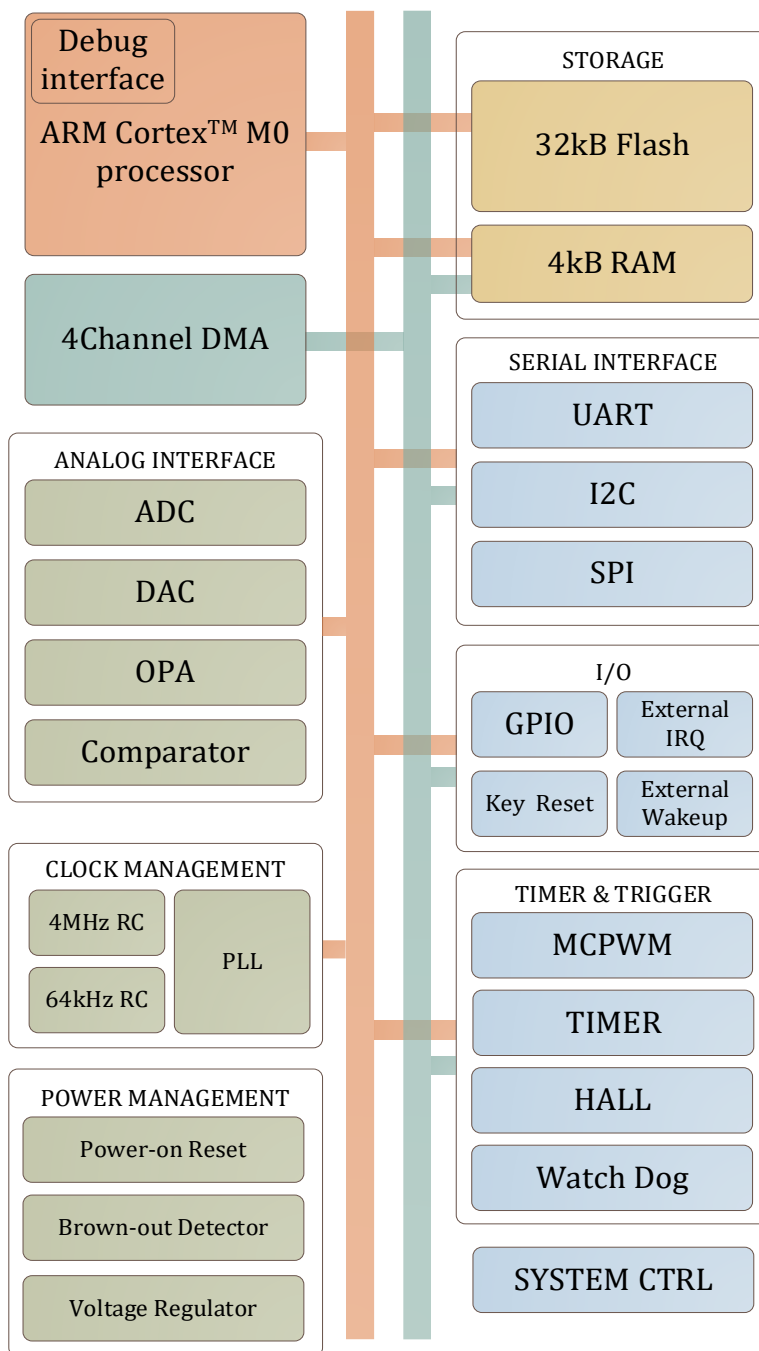 Debug
interface
ARM Cortex™ M0
processor
4Channel DMA
ANALOG INTERFACE
ADC
DAC
OPA
Comparator
CLOCK MANAGEMENT
4MHz RC
64kHz RC
PLL
POWER MANAGEMENT
Power-on Reset
Brown-out Detector
Voltage Regulator
STORAGE
32kB Flash
4kB RAM
SERIAL INTERFACE
UART
I2C
SPI
I/O
GPIO
External
IRQ
Key Reset
External
Wakeup
TIMER & TRIGGER
MCPWM
TIMER
HALL
Watch Dog
SYSTEM CTRL